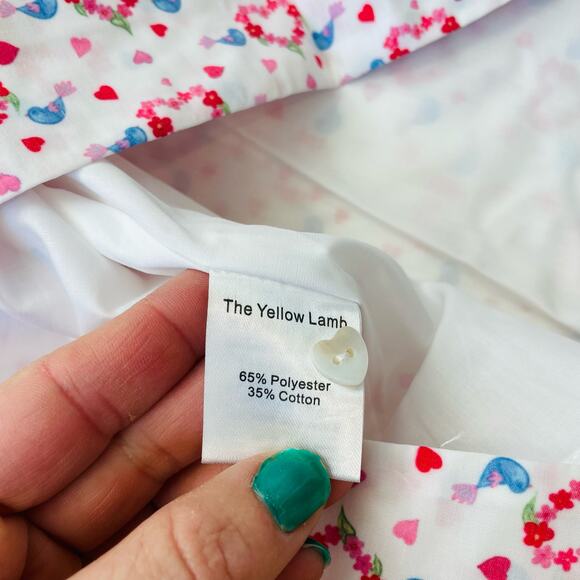 The Yellow Lamb
65% Polyester
35% Cotton